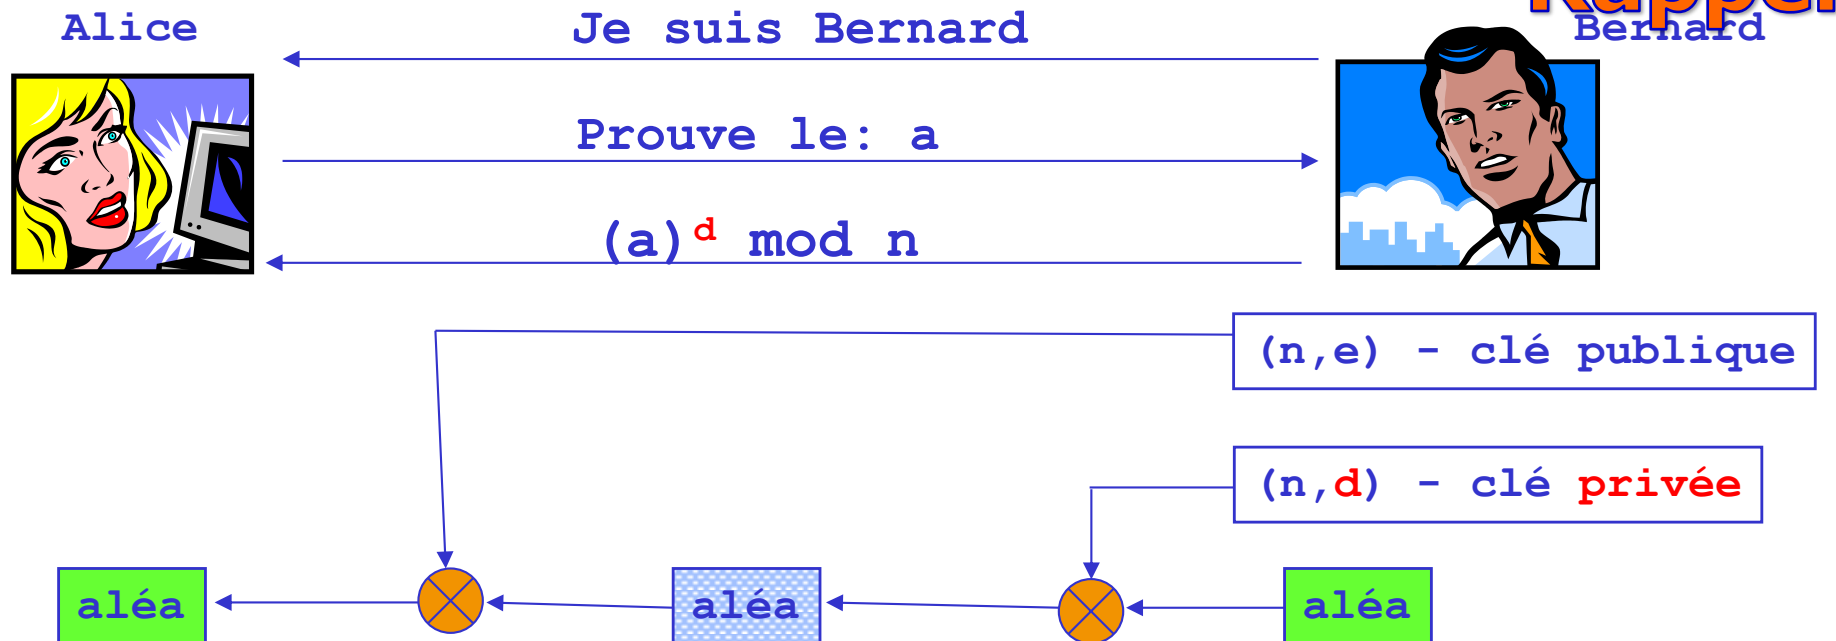 Alice
Je suis Bernard
Bernard
Prouve le: a
(a)^d mod n
(n,e) - clé publique
(n,d) - clé privée
aléa
aléa
aléa